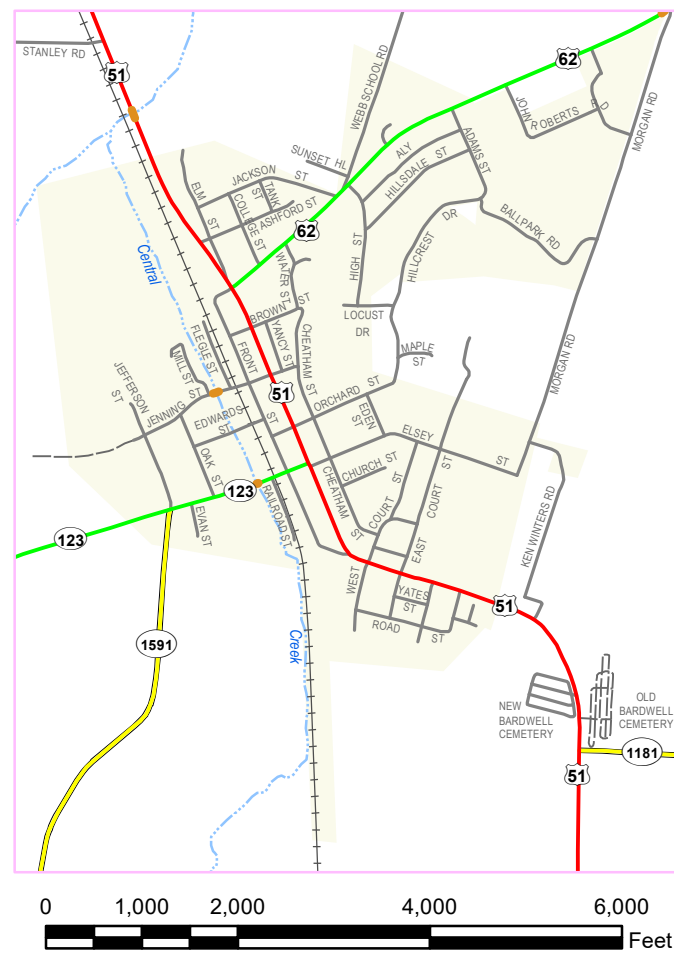 STANLEY RD
51
62
WEBB SCHOOL RD
MORGAN RD
JOHN ROBERTS RD
ALY
ADAMS ST
SUNSET HL
HILLSDALE ST
JACKSON ST
TANK ST
COLLEGE ST
ELM ST
ASHFORD ST
62
HILLCREST DR
BALLPARK RD
HIGH ST
WATER ST
Central
BROWN ST
LOCUST DR
MORGAN RD
FLEGLE ST
FRONT ST
YANCY ST
CHEATHAM ST
MAPLE ST
MILL ST
JEFFERSON ST
JENNING ST
51
ORCHARD ST
EDEN ST
EDWARDS ST
ELSEY ST
OAK ST
CHURCH ST
CHEATHAM ST
WEST COURT ST
EAST COURT ST
123
RAILROAD ST
EVAN ST
KEN WINTERS RD
123
YATES ST
51
ROAD ST
1591
Creek
NEW
BARDWELL
CEMETERY
OLD
BARDWELL
CEMETERY
1181
51
0 1,000 2,000 4,000 6,000
Feet